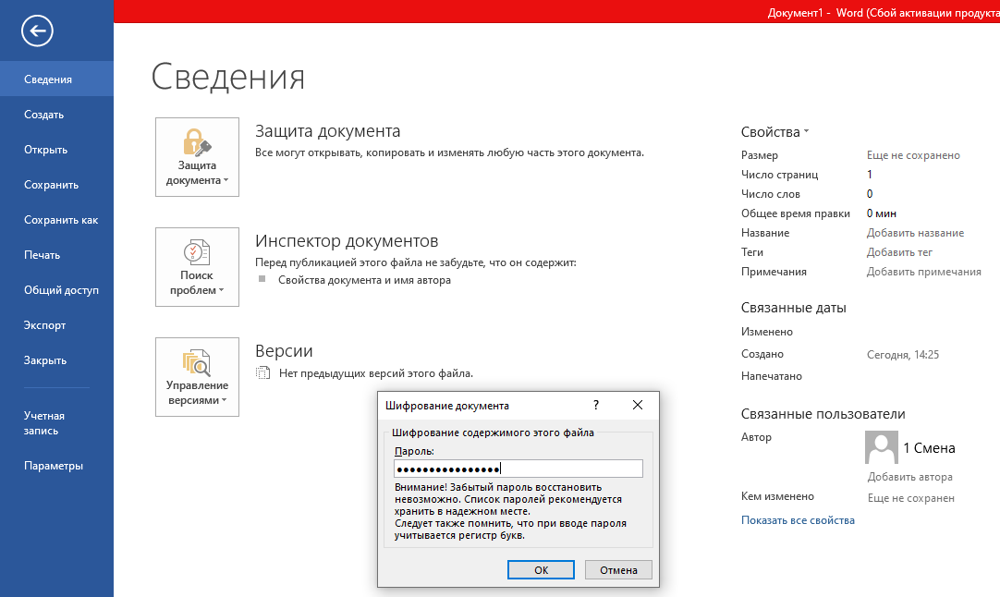 Документ1 - Word (Сбой активации продукта
Сведения
Создать
Открыть
Сохранить
Сохранить как
Печать
Общий доступ
Экспорт
Закрыть
Учетная
запись
Параметры
Сведения
Защита
документа
Защита документа
Все могут открывать, копировать и изменять любую часть этого документа.
Поиск
проблем
Инспектор документов
Перед публикацией этого файла не забудьте, что он содержит:
Свойства документа и имя автора
Управление
версиями
Версии
Нет предыдущих версий этого файла.
Свойства
Размер Еще не сохранено
Число страниц 1
Число слов 0
Общее время правки 0 мин
Название Добавить название
Теги Добавить тег
Примечания Добавить примечания
Связанные даты
Изменено
Создано Сегодня, 14:25
Напечатано
Связанные пользователи
Автор 1 Смена
Добавить автора
Кем изменено Еще не сохранен
Показать все свойства
Шифрование документа ?
Шифрование содержимого этого файла
Пароль:
●●●●●●●●●●●●●●●●
Внимание! Забытый пароль восстановить
невозможно. Список паролей рекомендуется
хранить в надежном месте.
Следует также помнить, что при вводе пароля
учитывается регистр букв.
ОК Отмена